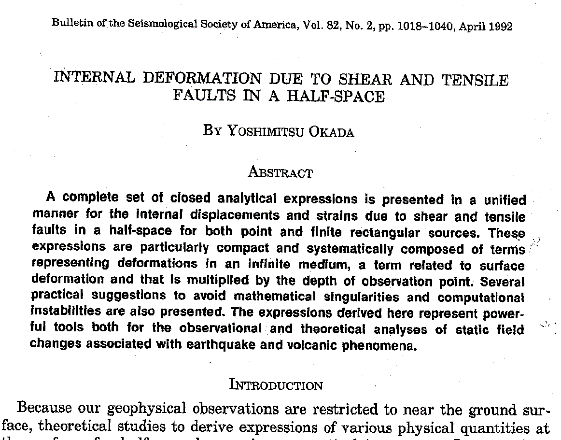 Bulletin of the Seismological Society of America, Vol. 82, No. 2, pp. 1018–1040, April 1992
INTERNAL DEFORMATION DUE TO SHEAR AND TENSILE
FAULTS IN A HALF-SPACE
BY YOSHIMITSU OKADA
ABSTRACT
A complete set of closed analytical expressions is presented in a unified
manner for the internal displacements and strains due to shear and tensile
faults in a half-space for both point and finite rectangular sources. These
expressions are particularly compact and systematically composed of terms
representing deformations in an infinite medium, a term related to surface
deformation and that is multiplied by the depth of observation point. Several
practical suggestions to avoid mathematical singularities and computational
instabilities are also presented. The expressions derived here represent power-
ful tools both for the observational and theoretical analyses of static field
changes associated with earthquake and volcanic phenomena.
INTRODUCTION
Because our geophysical observations are restricted to near the ground sur-
face, theoretical studies to derive expressions of various physical quantities at